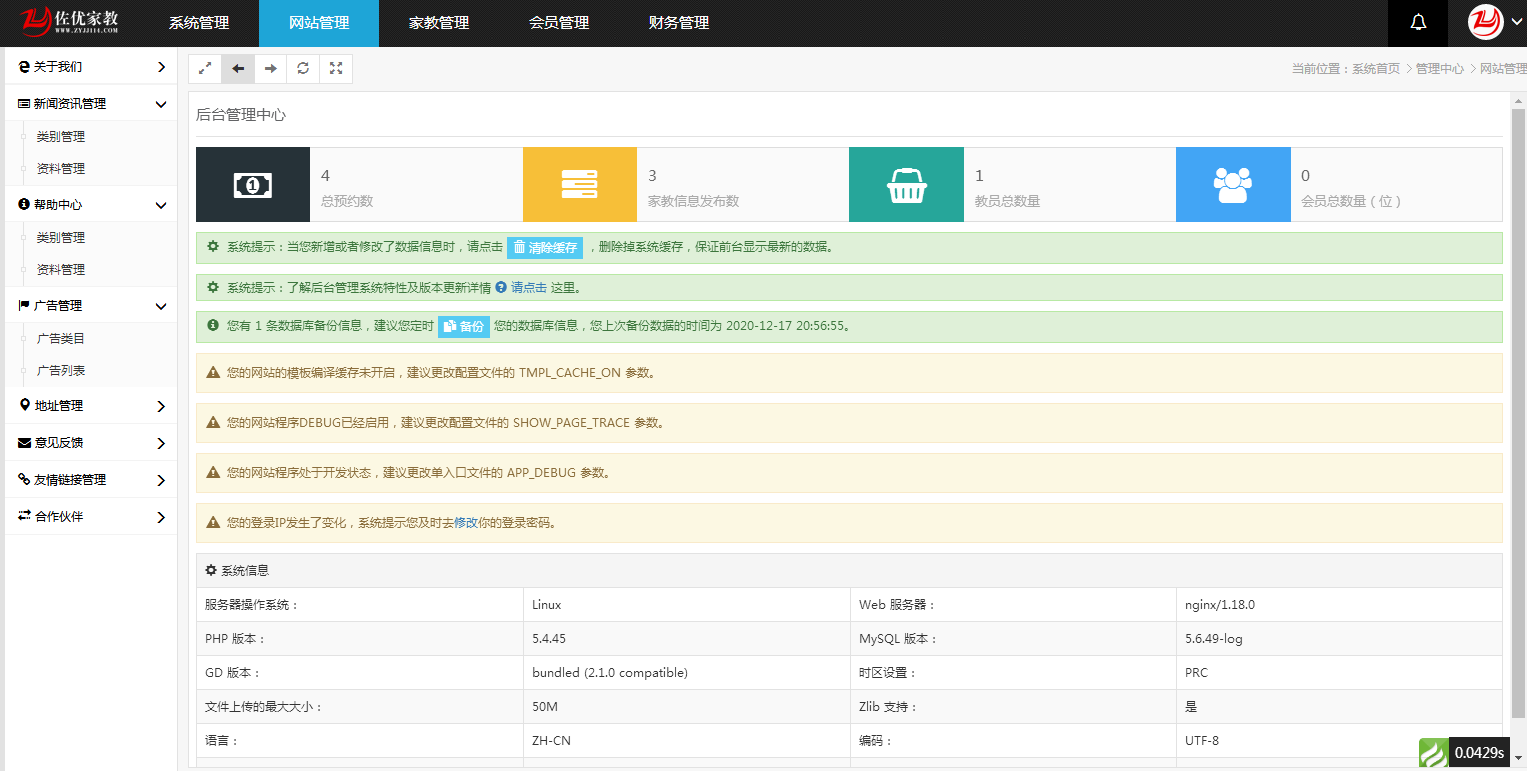 佐优家教
WWW.ZYJJ114.COM
系统管理 网站管理 家教管理 会员管理 财务管理
关于我们
新闻资讯管理
类别管理
资料管理
帮助中心
类别管理
资料管理
广告管理
广告类目
广告列表
地址管理
意见反馈
友情链接管理
合作伙伴
当前位置：系统首页 > 管理中心 > 网站管理
后台管理中心
4
总预约数
3
家教信息发布数
1
教员总数量
0
会员总数量（位）
系统提示：当您新增或者修改了数据信息时，请点击 清除缓存 ，删除掉系统缓存，保证前台显示最新的数据。
系统提示：了解后台管理系统特性及版本更新详情 请点击 这里。
您有 1 条数据库备份信息，建议您定时 备份 您的数据库信息，您上次备份数据的时间为 2020-12-17 20:56:55。
您的网站的模板编译缓存未开启，建议更改配置文件的 TMPL_CACHE_ON 参数。
您的网站程序DEBUG已经启用，建议更改配置文件的 SHOW_PAGE_TRACE 参数。
您的网站程序处于开发状态，建议更改单入口文件的 APP_DEBUG 参数。
您的登录IP发生了变化，系统提示您及时去修改你的登录密码。
系统信息
服务器操作系统： Linux Web 服务器： nginx/1.18.0
PHP 版本： 5.4.45 MySQL 版本： 5.6.49-log
GD 版本： bundled (2.1.0 compatible) 时区设置： PRC
文件上传的最大大小： 50M Zlib 支持： 是
语言： ZH-CN 编码： UTF-8
0.0429s